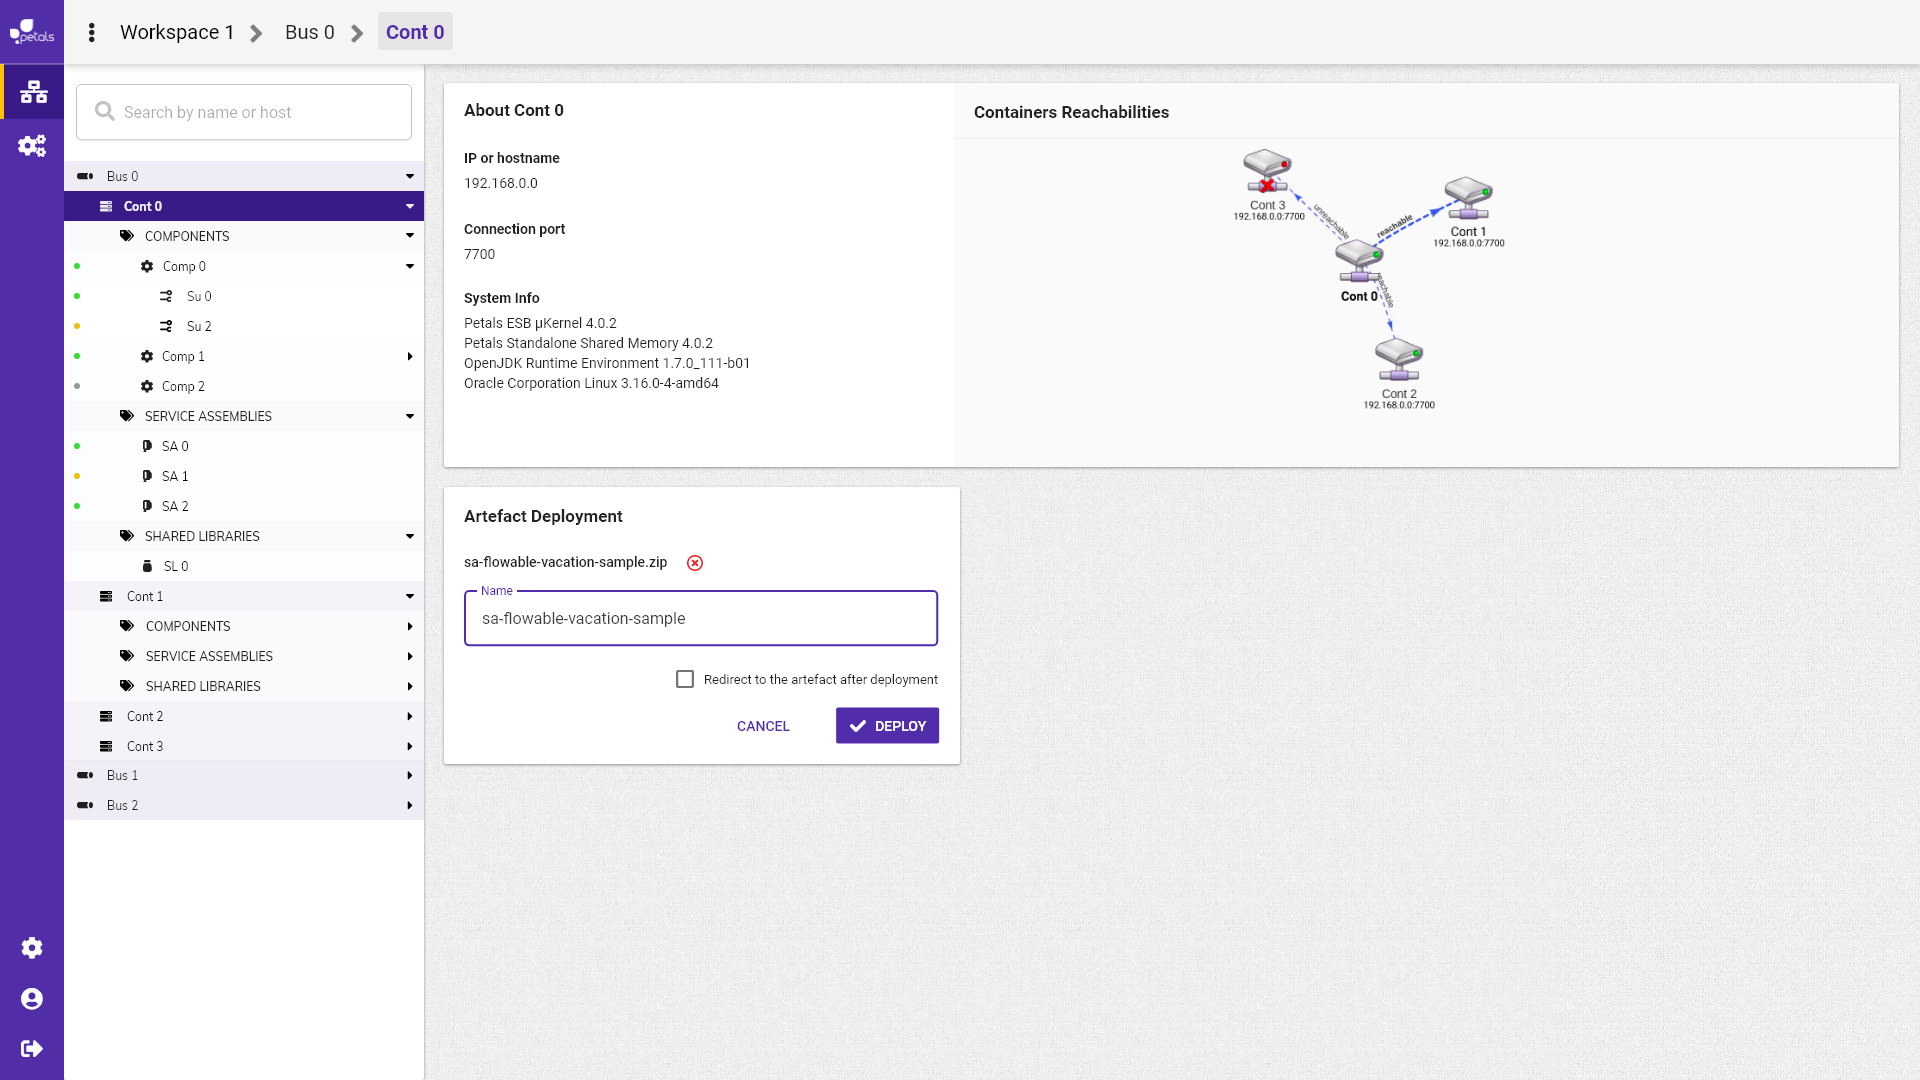 petals
Workspace 1
Bus 0
Cont 0
Search by name or host
Bus 0
Cont 0
COMPONENTS
Comp 0
Su 0
Su 2
Comp 1
Comp 2
SERVICE ASSEMBLIES
SA 0
SA 1
SA 2
SHARED LIBRARIES
SL 0
Cont 1
COMPONENTS
SERVICE ASSEMBLIES
SHARED LIBRARIES
Cont 2
Cont 3
Bus 1
Bus 2
About Cont 0
IP or hostname
192.168.0.0
Connection port
7700
System Info
Petals ESB µKernel 4.0.2
Petals Standalone Shared Memory 4.0.2
OpenJDK Runtime Environment 1.7.0_111-b01
Oracle Corporation Linux 3.16.0-4-amd64
Containers Reachabilities
Cont 3
192.168.0.0:7700
unreachable
reachable
Cont 1
192.168.0.0:7700
Cont 0
Cont 2
192.168.0.0:7700
Artefact Deployment
sa-flowable-vacation-sample.zip
Name
sa-flowable-vacation-sample
Redirect to the artefact after deployment
CANCEL
DEPLOY